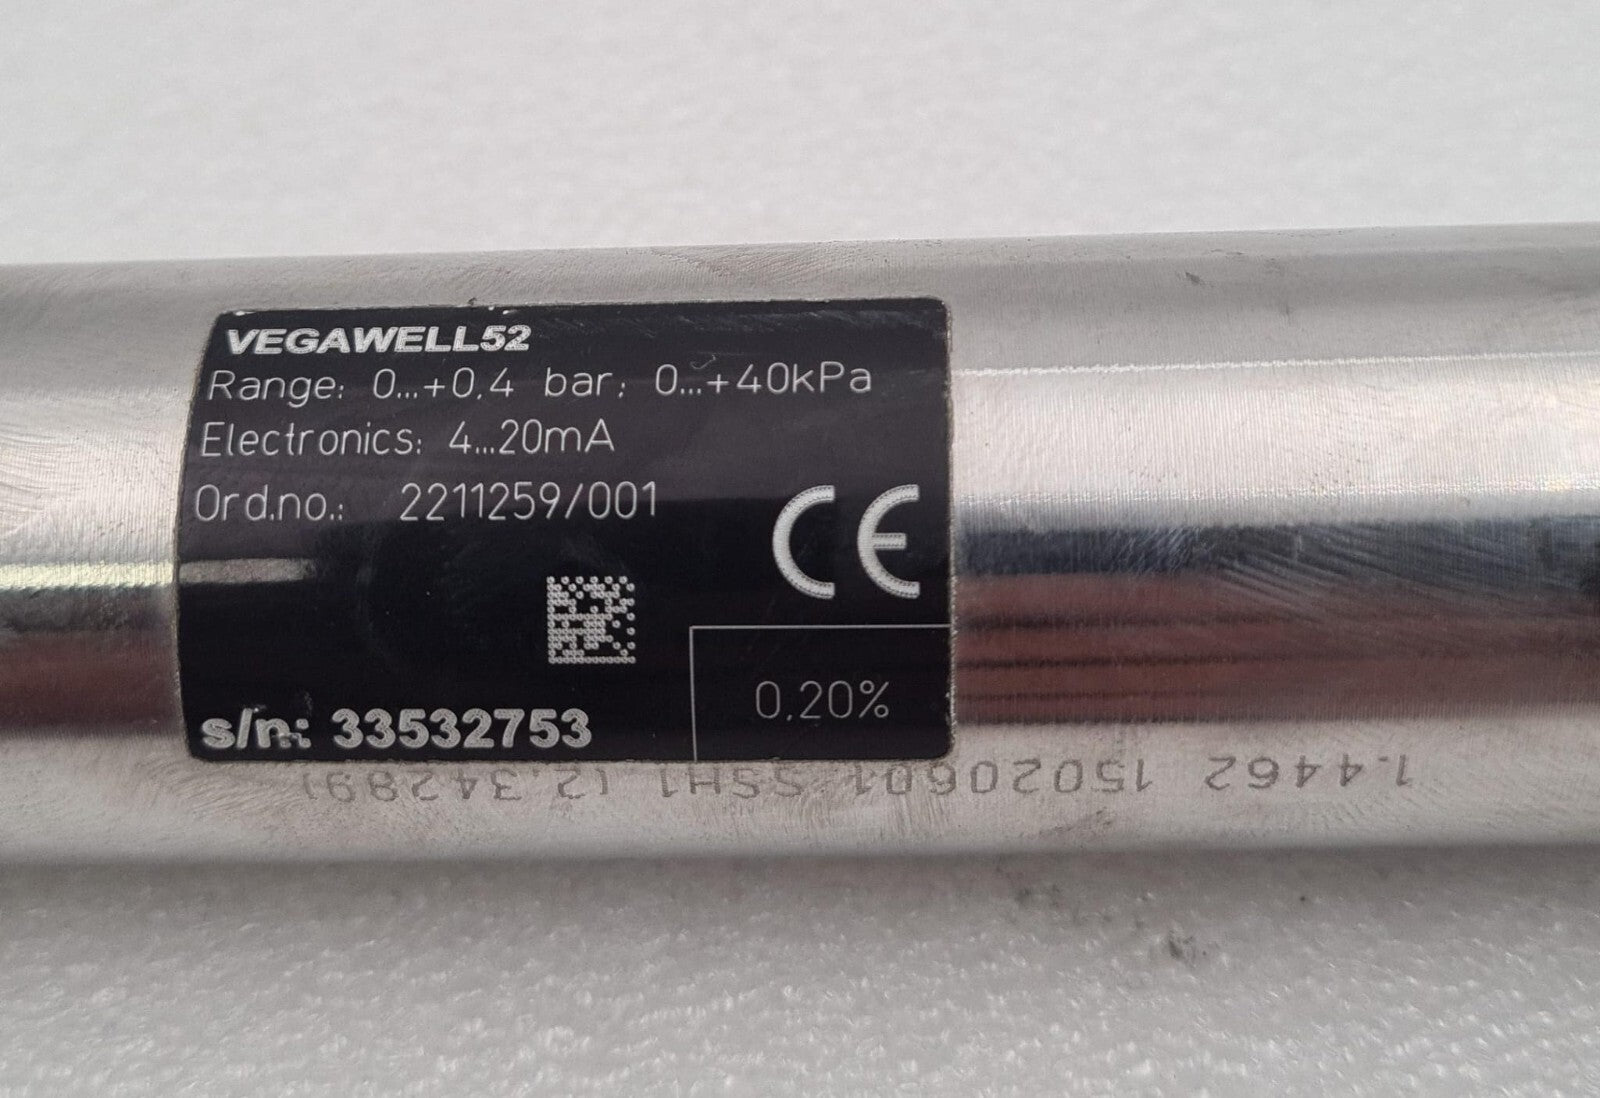 VEGAWELL52
Range: 0...+0,4 bar; 0...+40kPa
Electronics: 4...20mA
Ord.no.: 2211259/001
CE
0,20%
s/n: 33532753
1.4462 15020601 SSH1 (2.34289)